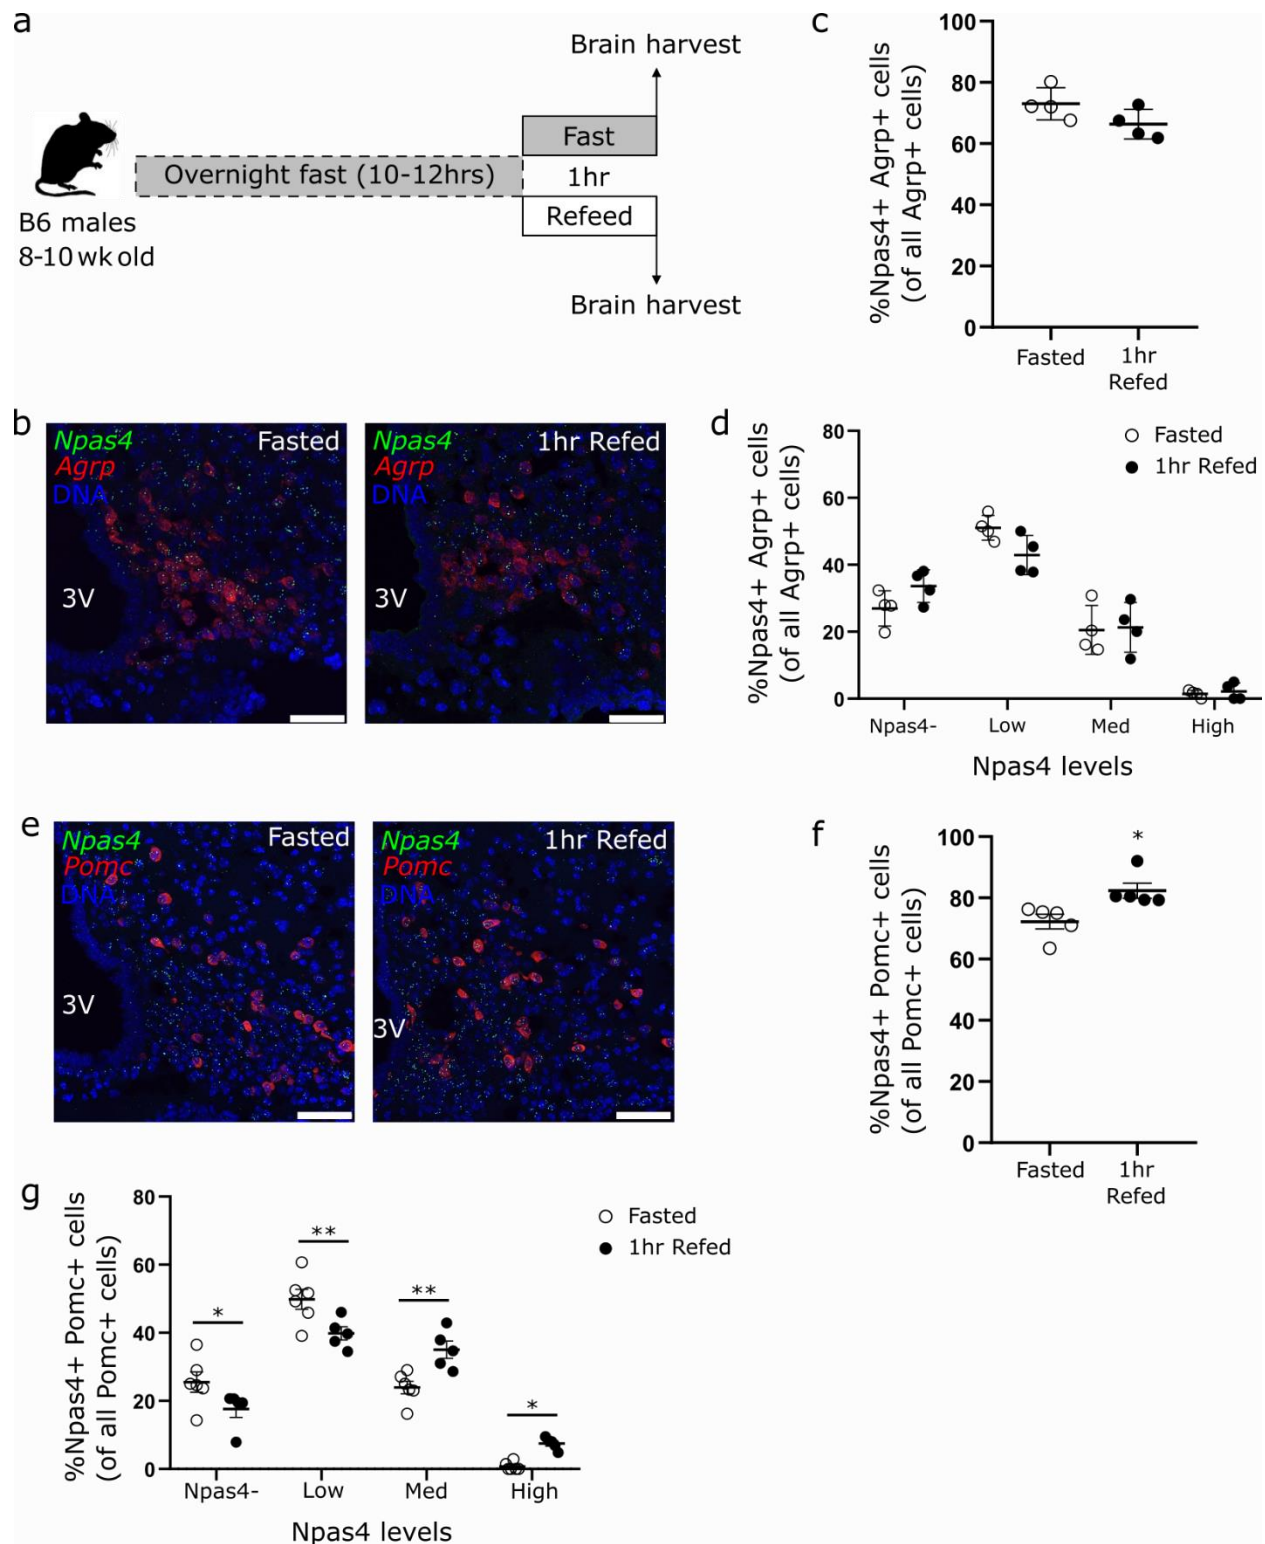 a
Brain harvest
Fast
Overnight fast (10-12hrs)
1hr
Refeed
B6 males
8-10 wk old
Brain harvest
c
%Npas4+ Agrp+ cells
(of all Agrp+ cells)
100
80
60
40
20
0
Fasted
1hr
Refed
b
Npas4
Agrp
DNA
Fasted
3V
Npas4
Agrp
DNA
1hr Refed
3V
d
%Npas4+ Agrp+ cells
(of all Agrp+ cells)
80
60
40
20
0
Fasted
1hr Refed
Npas4-
Low
Med
High
Npas4 levels
e
Npas4
Pomc
DNA
Fasted
3V
Npas4
Pomc
DNA
1hr Refed
3V
f
%Npas4+ Pomc+ cells
(of all Pomc+ cells)
100
80
60
40
20
0
*
Fasted
1hr
Refed
g
%Npas4+ Pomc+ cells
(of all Pomc+ cells)
80
60
40
20
0
*
**
**
*
Fasted
1hr Refed
Npas4-
Low
Med
High
Npas4 levels